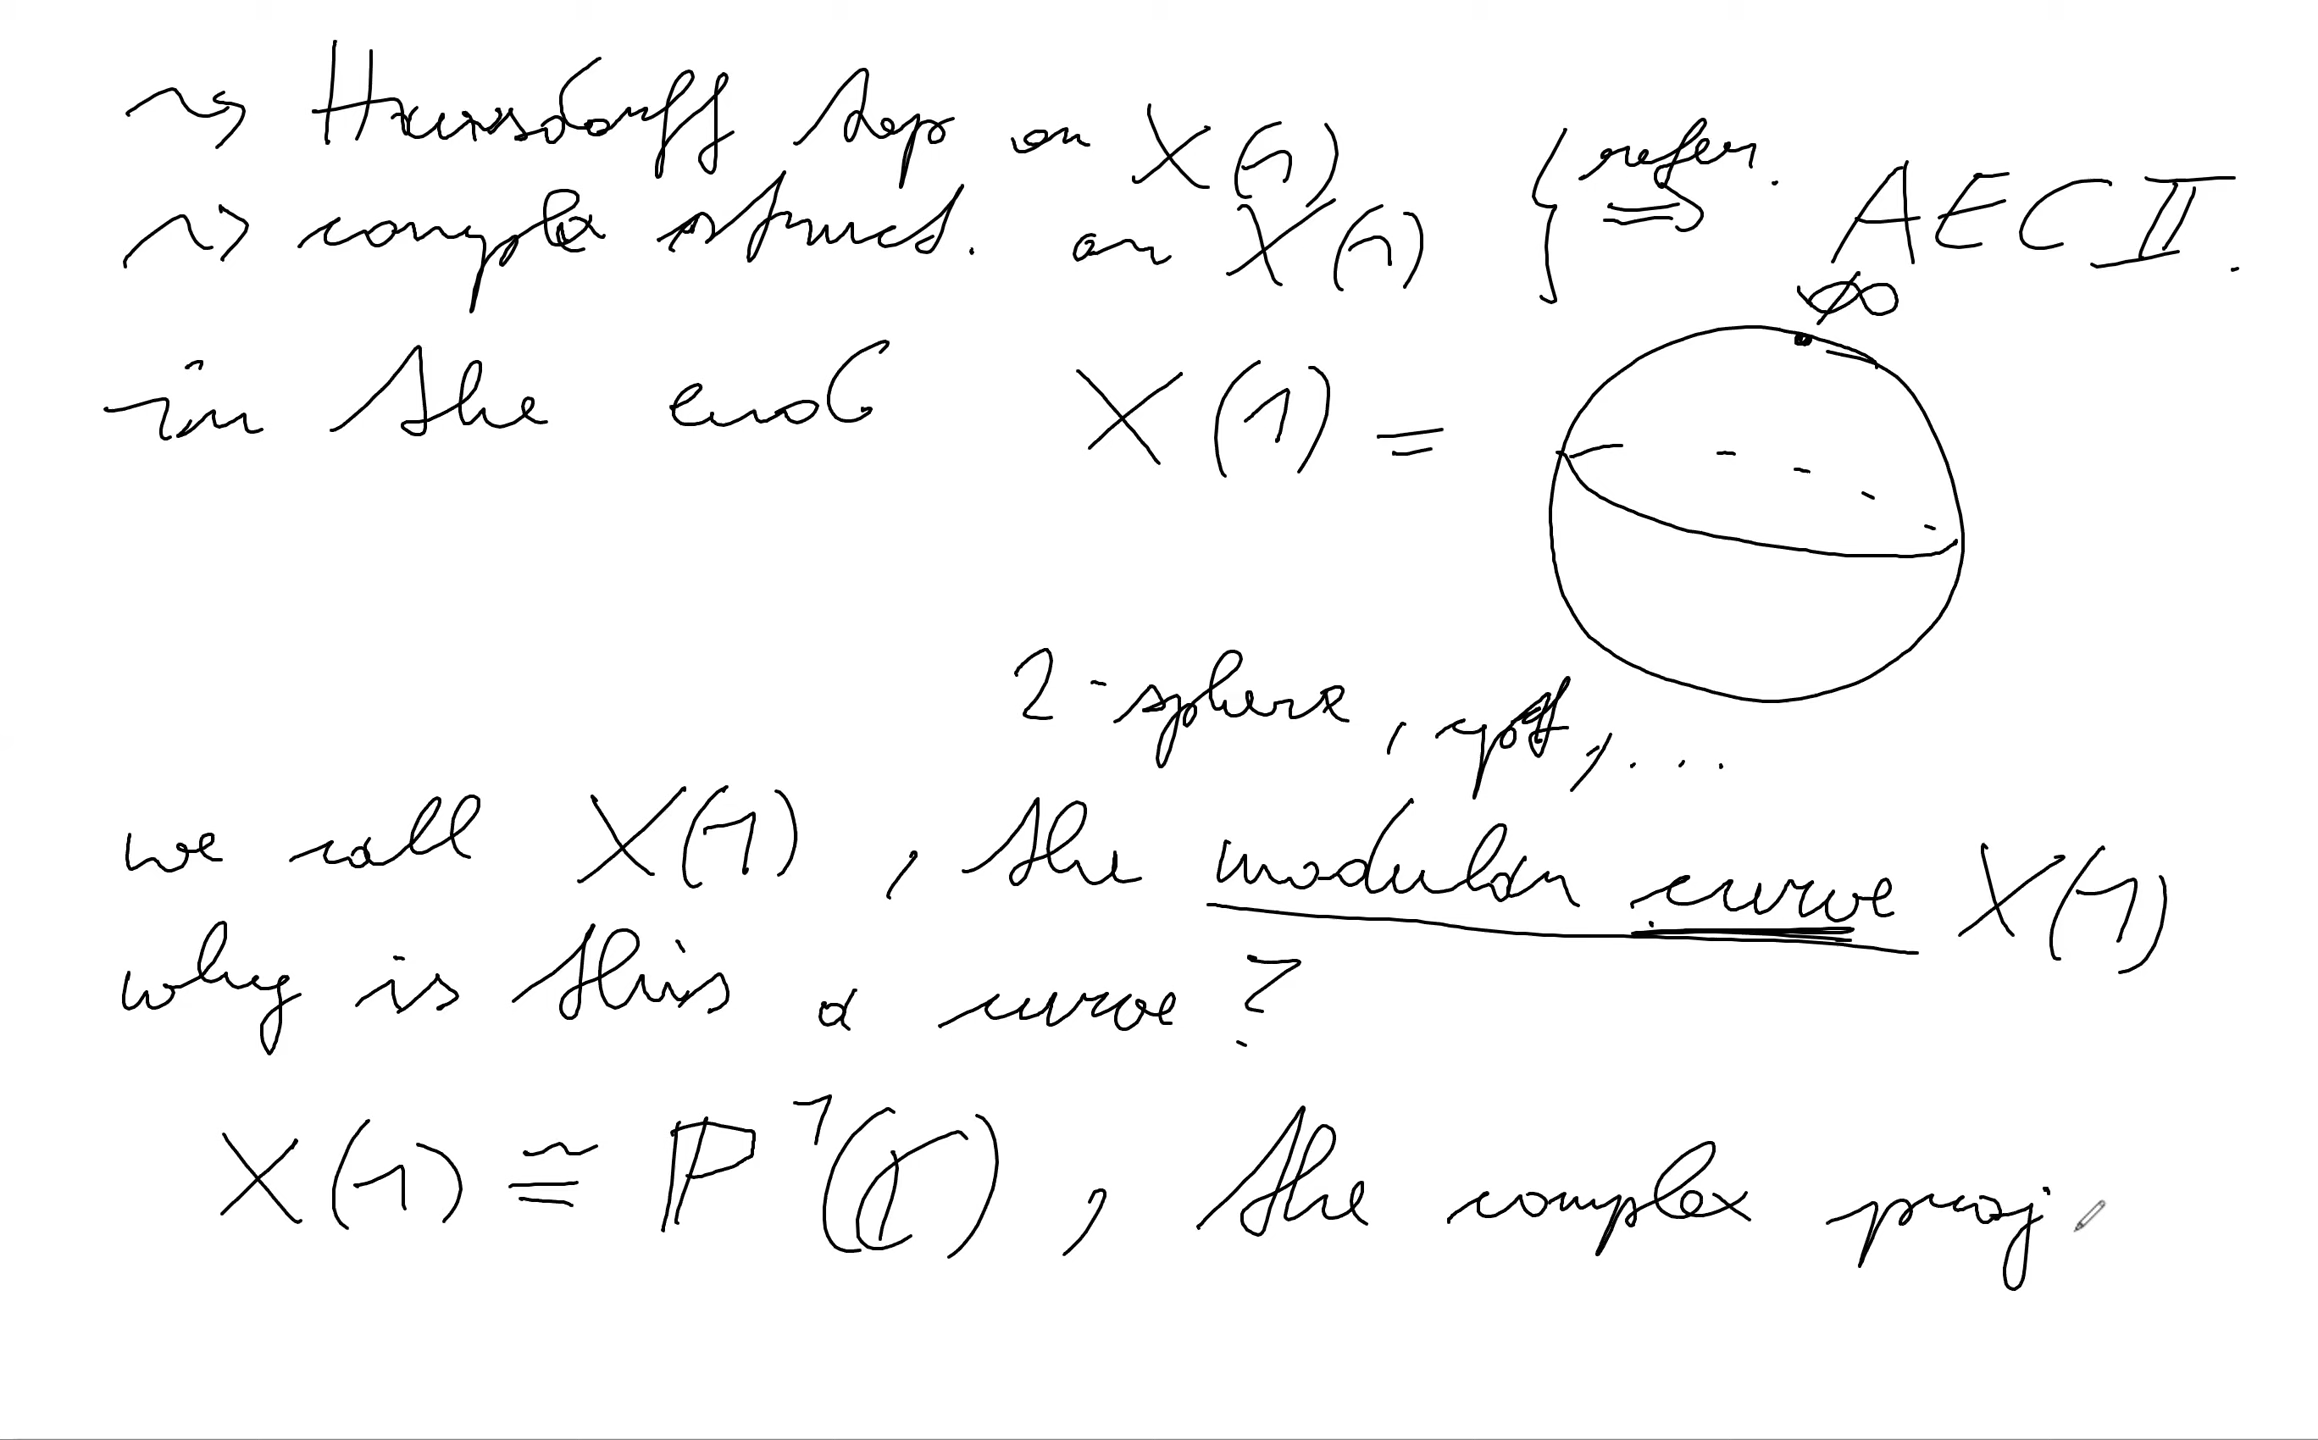 ⇝ Hausdorff top on X(1)
⇝ complex struct. on X(1)
refer. ⇒ AEC II.
∞
in the end X(1) =
2-sphere, cpt, ....
we call X(1), the modular curve X(1)
why is this a curve?
X(1) ≅ P¹(ℂ), the complex proj.